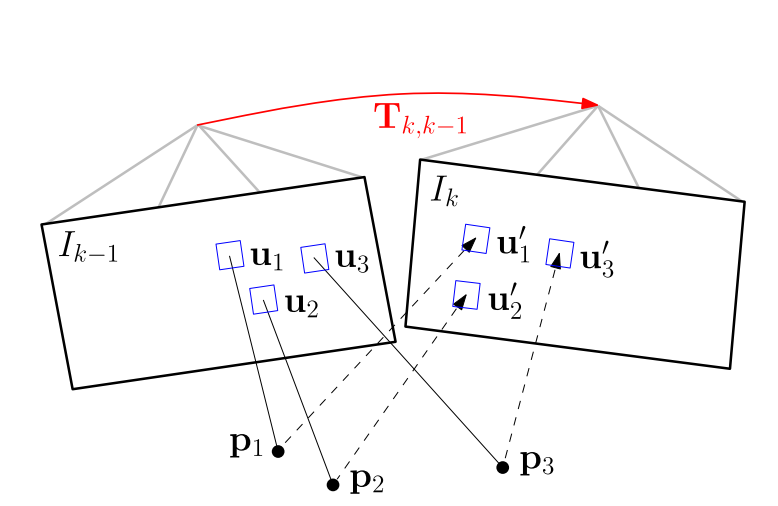 T_{k,k-1}
I_{k-1}
I_k
u_1
u_3
u_2
u'_1
u'_3
u'_2
p_1
p_2
p_3